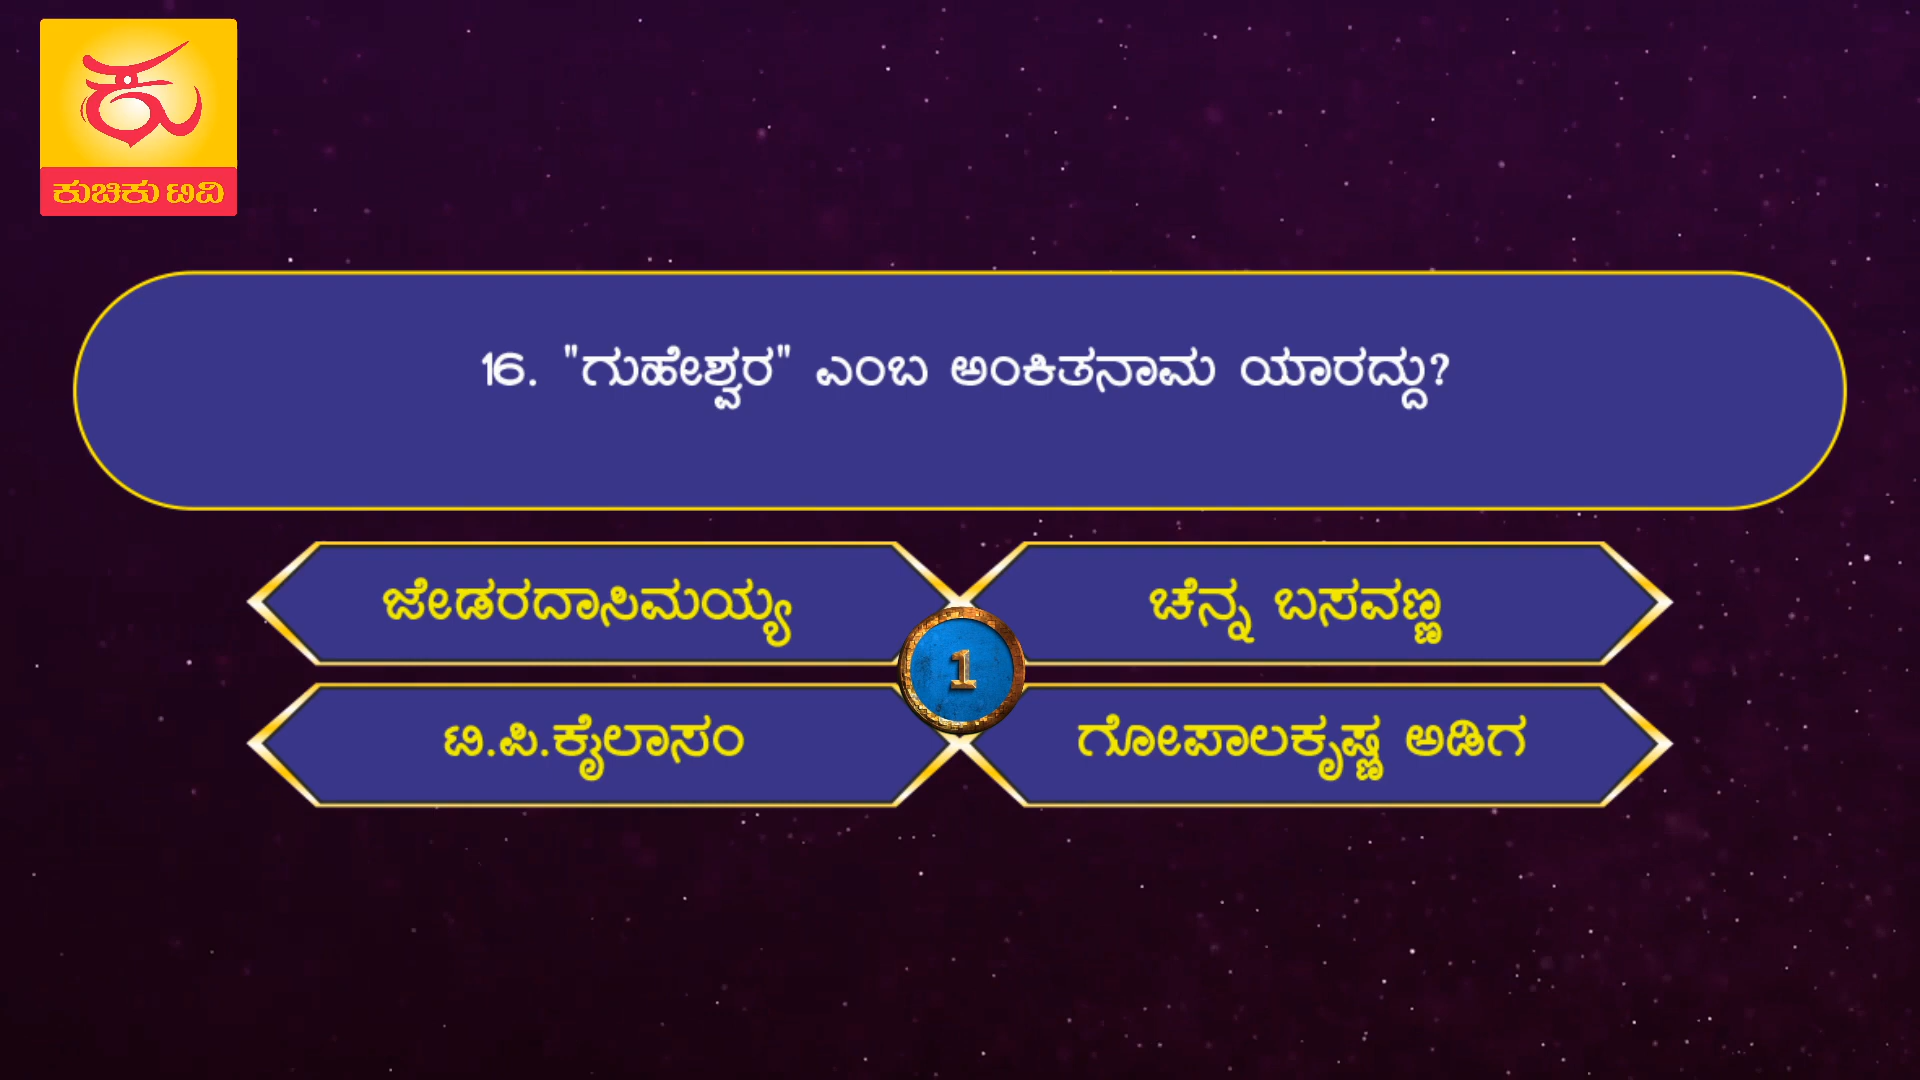 ಕು
ಕುಚಿಕು ಟಿವಿ
16. "ಗುಹೇಶ್ವರ" ಎಂಬ ಅಂಕಿತನಾಮ ಯಾರದ್ದು?
ಜೇಡರದಾಸಿಮಯ್ಯ
ಚೆನ್ನ ಬಸವಣ್ಣ
1
ಟಿ.ಪಿ.ಕೈಲಾಸಂ
ಗೋಪಾಲಕೃಷ್ಣ ಅಡಿಗ